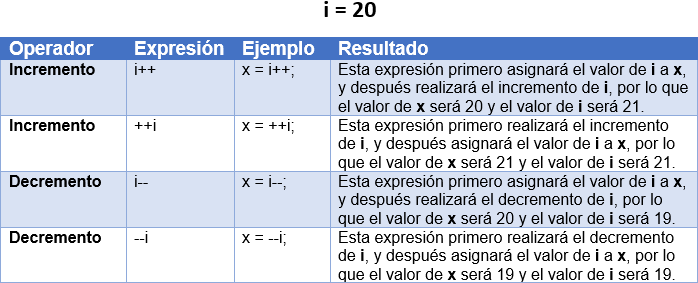 i = 20
Operador Expresión Ejemplo Resultado
Incremento i++ x = i++; Esta expresión primero asignará el valor de i a x,
y después realizará el incremento de i, por lo que
el valor de x será 20 y el valor de i será 21.
Incremento ++i x = ++i; Esta expresión primero realizará el incremento
de i, y después asignará el valor de i a x, por lo
que el valor de x será 21 y el valor de i será 21.
Decremento i-- x = i--; Esta expresión primero asignará el valor de i a x,
y después realizará el decremento de i, por lo
que el valor de x será 20 y el valor de i será 19.
Decremento --i x = --i; Esta expresión primero realizará el decremento
de i, y después asignará el valor de i a x, por lo
que el valor de x será 19 y el valor de i será 19.